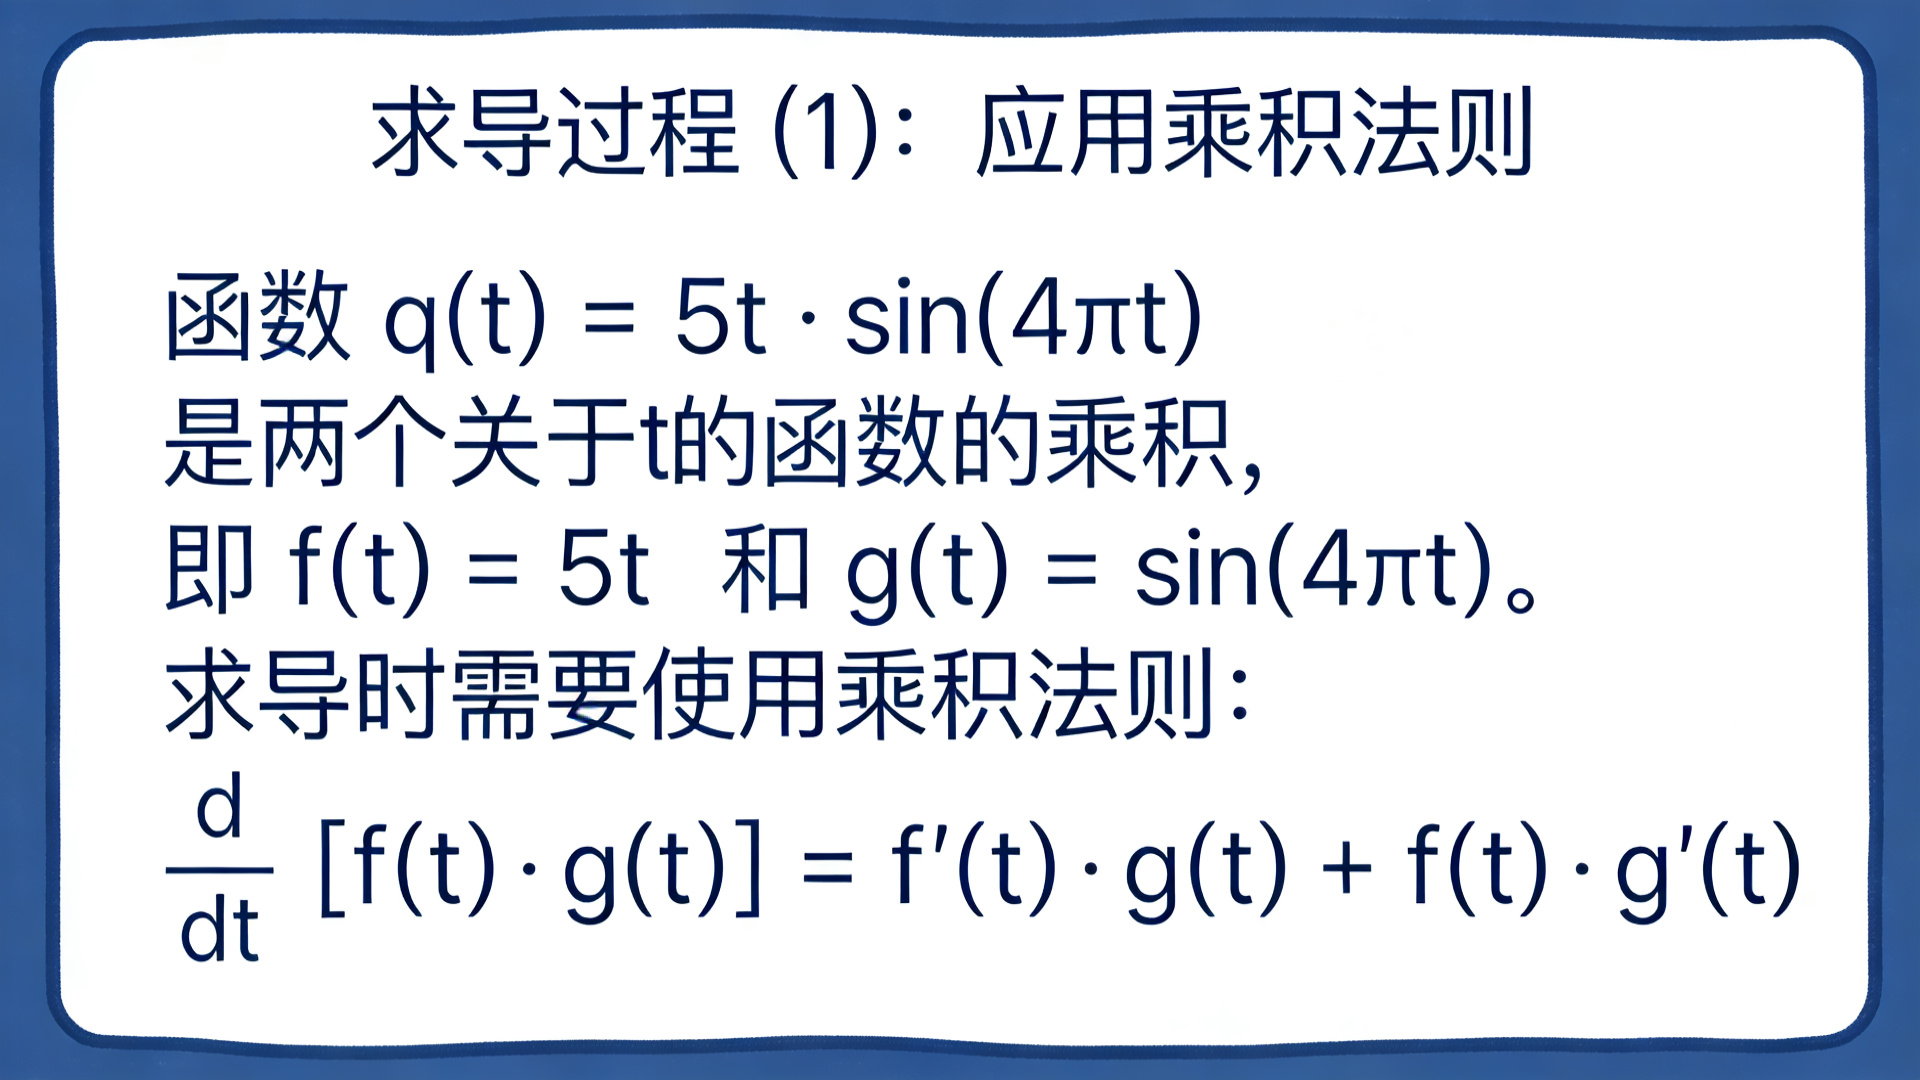 求导过程 (1)：应用乘积法则
函数 q(t) = 5t · sin(4πt)
是两个关于t的函数的乘积，
即 f(t) = 5t 和 g(t) = sin(4πt)。
求导时需要使用乘积法则：
d/dt [f(t) · g(t)] = f′(t) · g(t) + f(t) · g′(t)